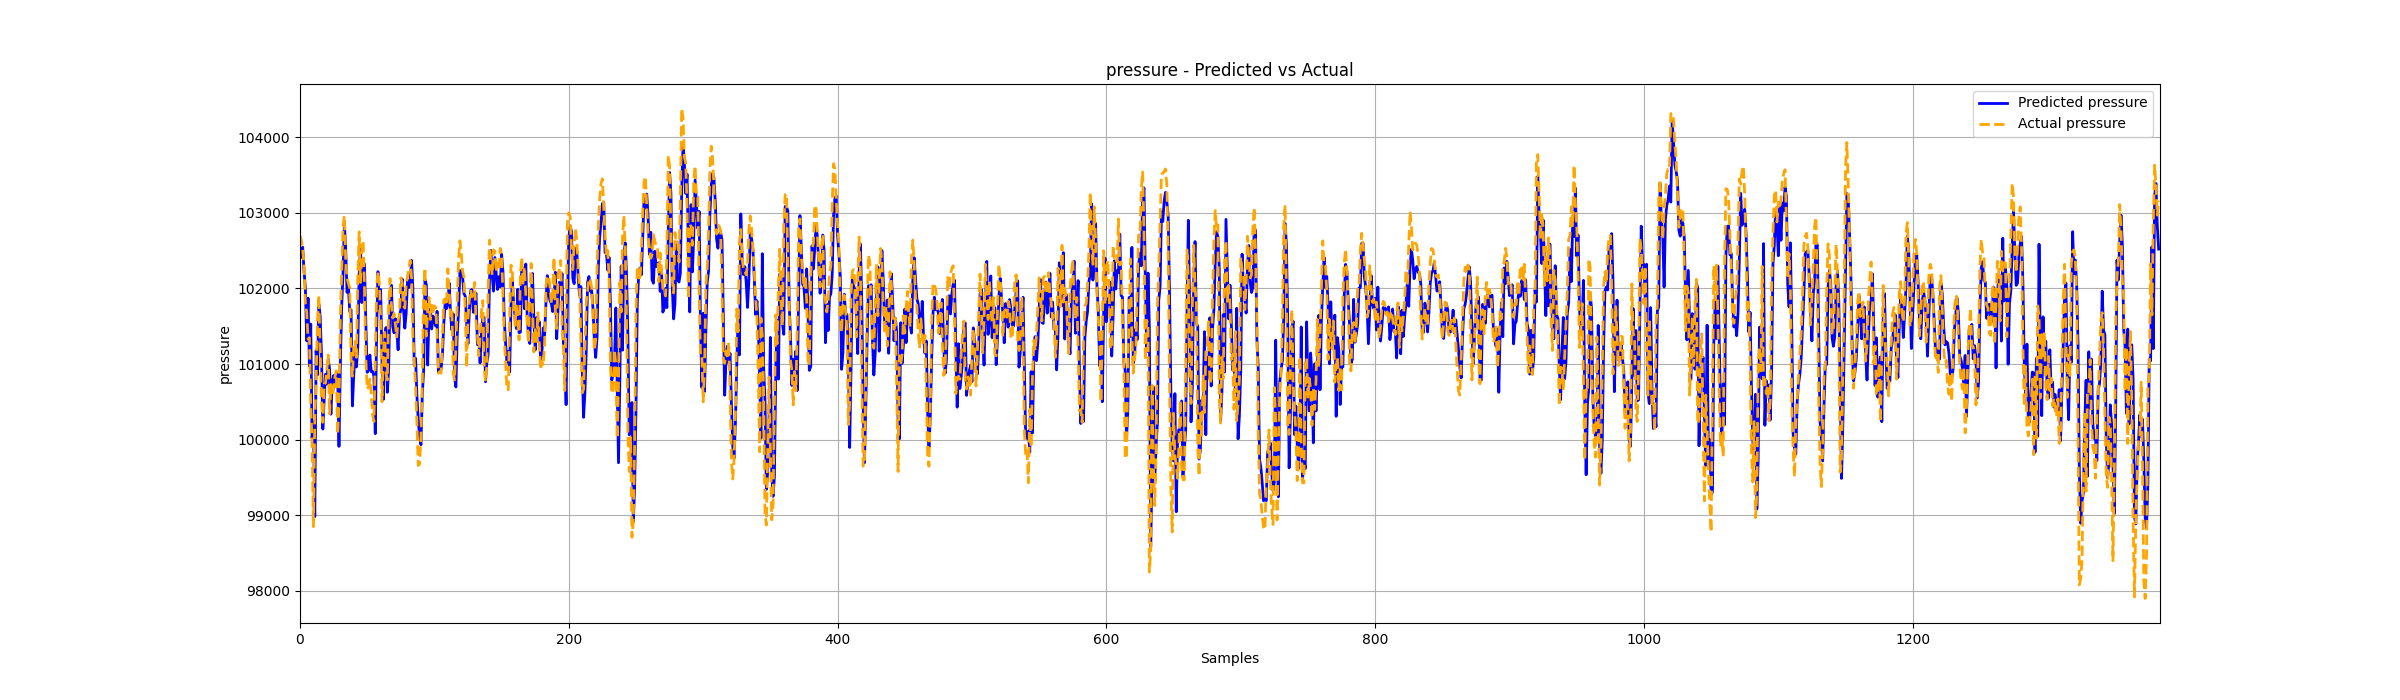 pressure - Predicted vs Actual
Predicted pressure
Actual pressure
pressure
104000
103000
102000
101000
100000
99000
98000
0 200 400 600 800 1000 1200
Samples